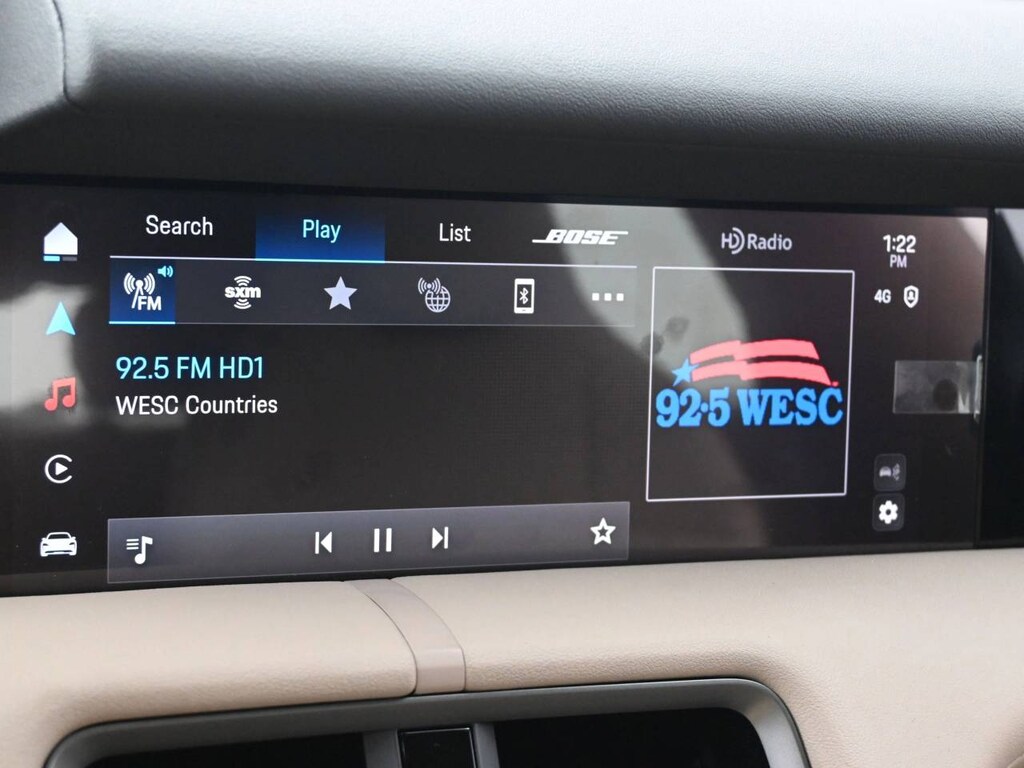 Search
Play
List
BOSE
HD Radio
1:22
PM
FM
sxm
4G
92.5 FM HD1
WESC Countries
92.5 WESC